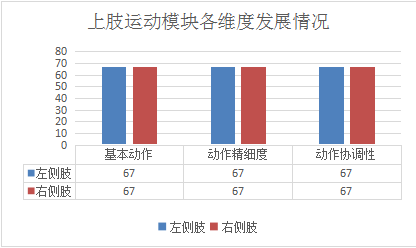 上肢运动模块各维度发展情况
80
70
60
50
40
30
20
10
0
基本动作 动作精细度 动作协调性
左侧肢 67 67 67
右侧肢 67 67 67
左侧肢 右侧肢